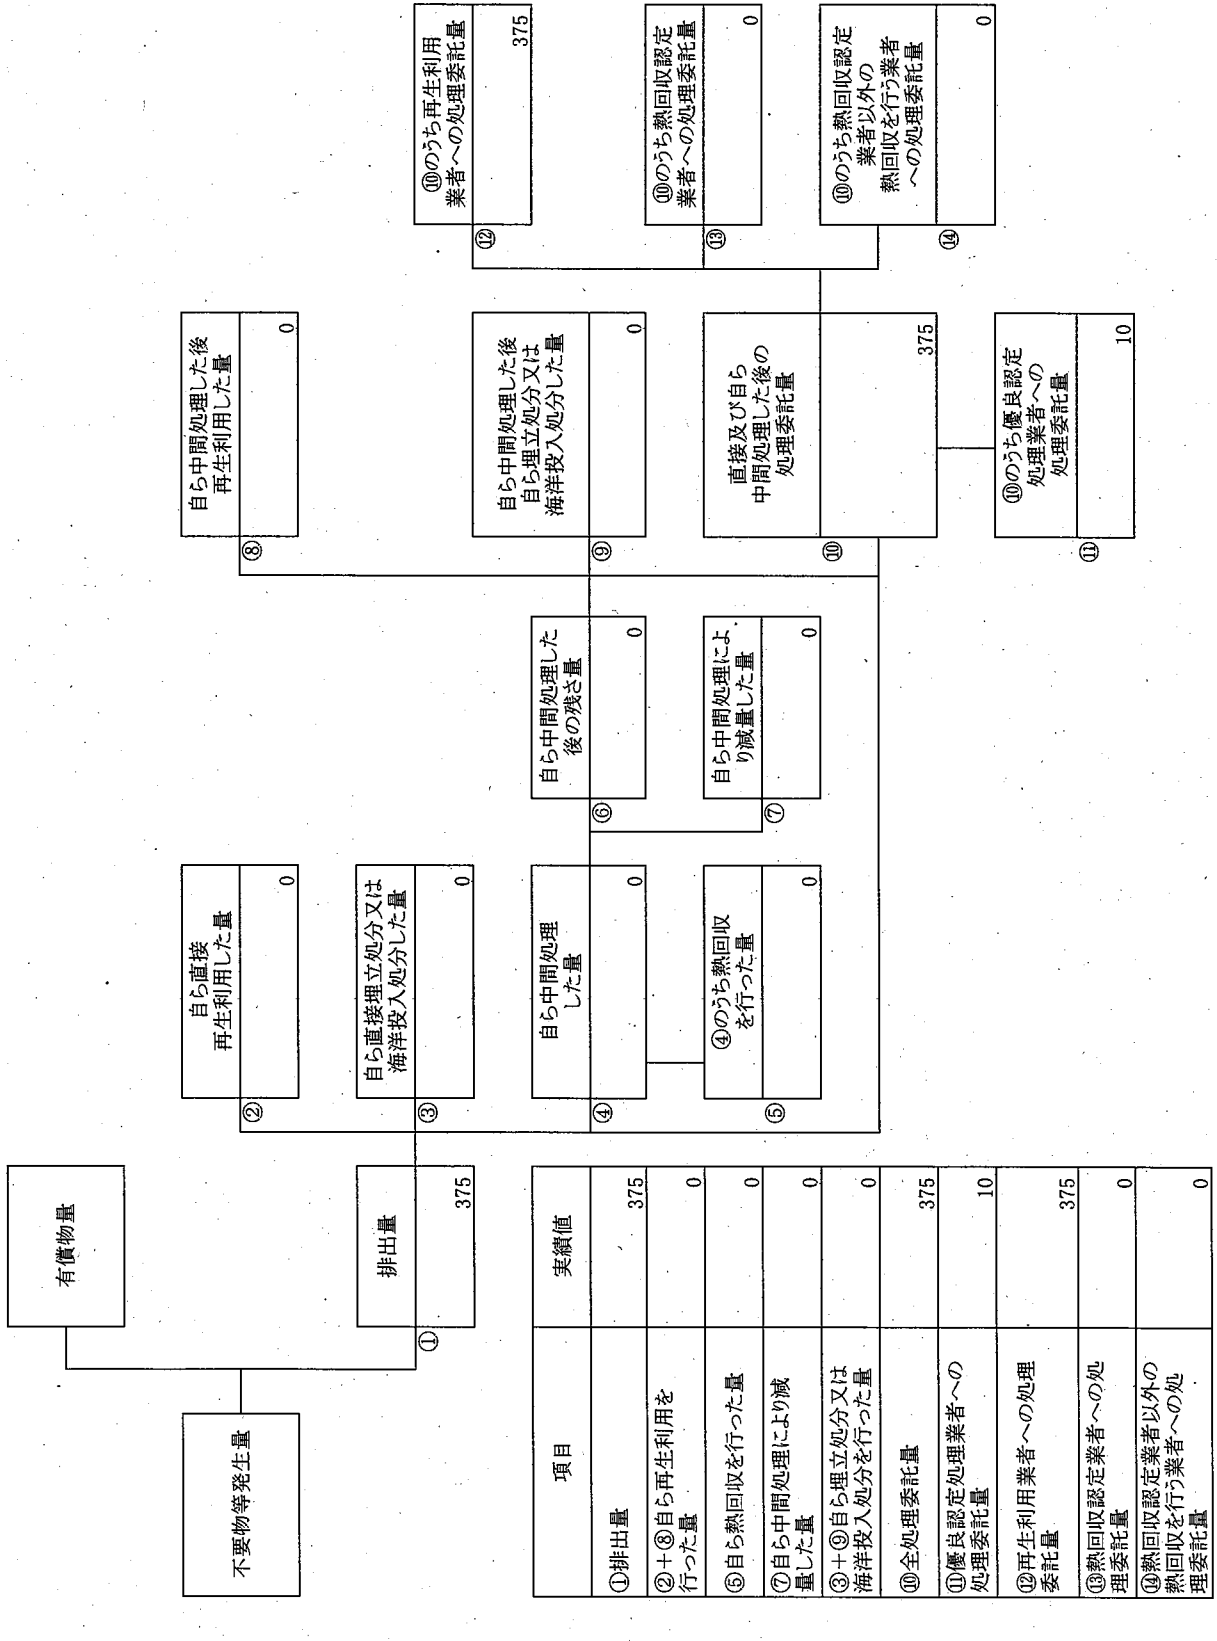 有償物量
不要物等発生量
①
排出量
375
②
自ら直接
再生利用した量
0
③
自ら直接埋立処分又は
海洋投入処分した量
0
④
自ら中間処理
した量
0
⑤
④のうち熱回収
を行った量
0
⑥
自ら中間処理した
後の残さ量
0
⑦
自ら中間処理によ
り減量した量
0
⑧
自ら中間処理した後
再生利用した量
0
⑨
自ら中間処理した後
自ら埋立処分又は
海洋投入処分した量
0
⑩
直接及び自ら
中間処理した後の
処理委託量
375
⑪
⑩のうち優良認定
処理業者への
処理委託量
10
⑫
⑩のうち再生利用
業者への処理委託量
375
⑬
⑩のうち熱回収認定
業者への処理委託量
0
⑭
⑩のうち熱回収認定
業者以外の
熱回収を行う業者
への処理委託量
0
項目 実績値
①排出量 375
②+⑧自ら再生利用を
行った量 0
⑤自ら熱回収を行った量 0
⑦自ら中間処理により減
量した量 0
③+⑨自ら埋立処分又は
海洋投入処分を行った量 0
⑩全処理委託量 375
⑪優良認定処理業者への
処理委託量 10
⑫再生利用業者への処理
委託量 375
⑬熱回収認定業者への処
理委託量 0
⑭熱回収認定業者以外の
熱回収を行う業者への処
理委託量 0